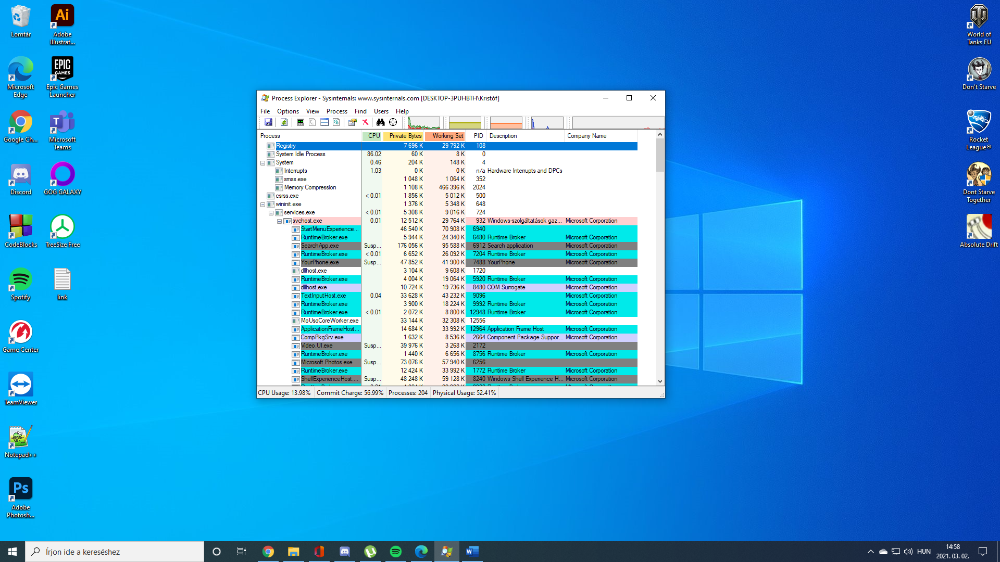 Lomtár
Ai
Adobe
Illustrat...
Microsoft
Edge
EPIC
GAMES
Epic Games
Launcher
Google Ch...
Microsoft
Teams
Discord
GOG GALAXY
CodeBlocks
TreeSize Free
Spotify
link
Game Center
TeamViewer
Notepad++
Ps
Adobe
Photosh...
World of
Tanks EU
Don't Starve
Rocket
League®
Dont Starve
Together
Absolute Drift
Process Explorer - Sysinternals: www.sysinternals.com [DESKTOP-3PUHBTH\Kristóf]
File Options View Process Find Users Help
Process CPU Private Bytes Working Set PID Description Company Name
Registry 7 696 K 29 792 K 108
System Idle Process 86.02 60 K 8 K 0
System 0.46 204 K 148 K 4
Interrupts 1.03 0 K 0 K n/a Hardware Interrupts and DPCs
smss.exe 1 048 K 1 064 K 352
Memory Compression 1 108 K 466 396 K 2024
csrss.exe < 0.01 1 856 K 5 012 K 500
wininit.exe 1 376 K 5 348 K 648
services.exe < 0.01 5 308 K 9 016 K 724
svchost.exe 0.01 12 512 K 29 764 K 932 Windows-szolgáltatások gaz... Microsoft Corporation
StartMenuExperience... 46 540 K 70 908 K 6940
RuntimeBroker.exe 5 944 K 24 340 K 6480 Runtime Broker Microsoft Corporation
SearchApp.exe Susp... 176 056 K 95 588 K 6912 Search application Microsoft Corporation
RuntimeBroker.exe < 0.01 6 652 K 26 092 K 7204 Runtime Broker Microsoft Corporation
YourPhone.exe Susp... 47 852 K 41 900 K 7488 YourPhone Microsoft Corporation
dllhost.exe 3 104 K 9 608 K 1720
RuntimeBroker.exe 4 004 K 19 064 K 5920 Runtime Broker Microsoft Corporation
dllhost.exe 10 724 K 19 736 K 8480 COM Surrogate Microsoft Corporation
TextInputHost.exe 0.04 33 628 K 43 232 K 9096 Microsoft Corporation
RuntimeBroker.exe 3 900 K 18 224 K 9992 Runtime Broker Microsoft Corporation
RuntimeBroker.exe < 0.01 2 072 K 8 800 K 12948 Runtime Broker Microsoft Corporation
MoUsoCoreWorker.exe 33 144 K 32 308 K 12556
ApplicationFrameHost... 14 684 K 33 992 K 12964 Application Frame Host Microsoft Corporation
CompPkgSrv.exe 1 632 K 8 536 K 2664 Component Package Suppor... Microsoft Corporation
Video.UI.exe Susp... 39 976 K 3 268 K 2172
RuntimeBroker.exe 1 440 K 6 656 K 8756 Runtime Broker Microsoft Corporation
Microsoft.Photos.exe Susp... 73 076 K 57 940 K 6256
RuntimeBroker.exe 12 424 K 33 992 K 1772 Runtime Broker Microsoft Corporation
ShellExperienceHost.... Susp... 48 248 K 59 128 K 8240 Windows Shell Experience H... Microsoft Corporation
CPU Usage: 13.98% Commit Charge: 56.99% Processes: 204 Physical Usage: 52.41%
Írjon ide a kereséshez
HUN
14:58
2021. 03. 02.